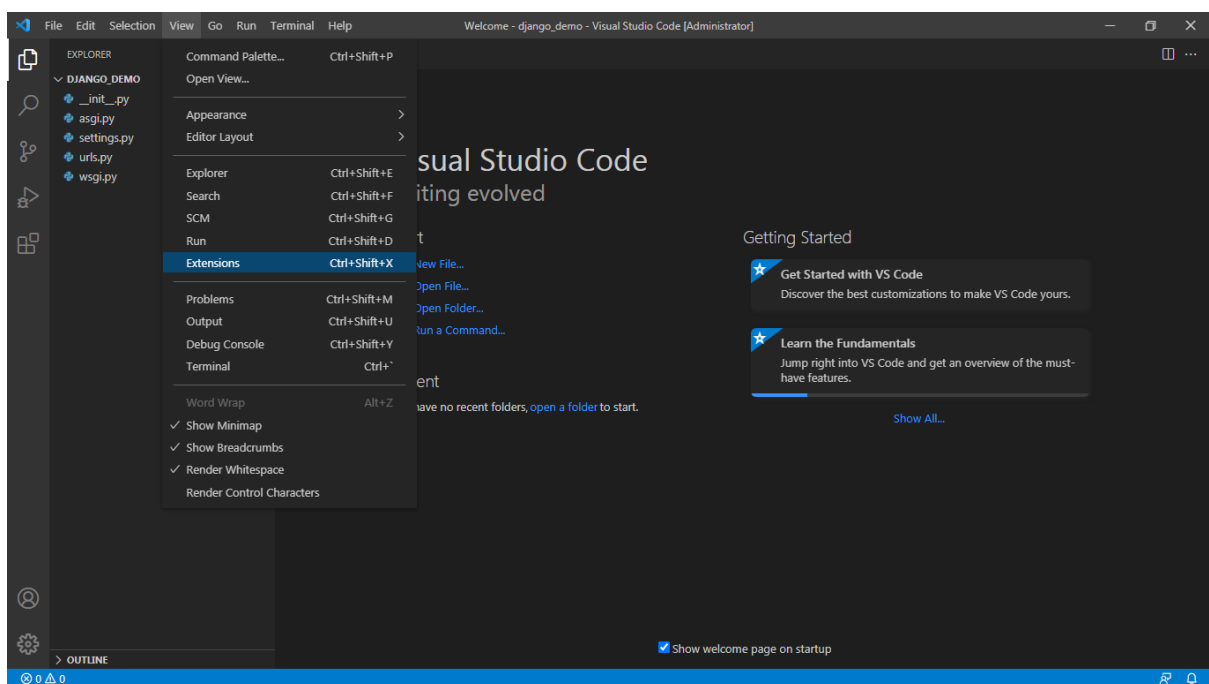 File Edit Selection View Go Run Terminal Help
Welcome - django_demo - Visual Studio Code [Administrator]
EXPLORER
DJANGO_DEMO
__init__.py
asgi.py
settings.py
urls.py
wsgi.py
OUTLINE
Command Palette... Ctrl+Shift+P
Open View...
Appearance
Editor Layout
Explorer Ctrl+Shift+E
Search Ctrl+Shift+F
SCM Ctrl+Shift+G
Run Ctrl+Shift+D
Extensions Ctrl+Shift+X
Problems Ctrl+Shift+M
Output Ctrl+Shift+U
Debug Console Ctrl+Shift+Y
Terminal Ctrl+`
Word Wrap Alt+Z
Show Minimap
Show Breadcrumbs
Render Whitespace
Render Control Characters
sual Studio Code
iting evolved
t
New File...
Open File...
Open Folder...
Run a Command...
ent
have no recent folders, open a folder to start.
Getting Started
Get Started with VS Code
Discover the best customizations to make VS Code yours.
Learn the Fundamentals
Jump right into VS Code and get an overview of the must-
have features.
Show All...
Show welcome page on startup
0 0